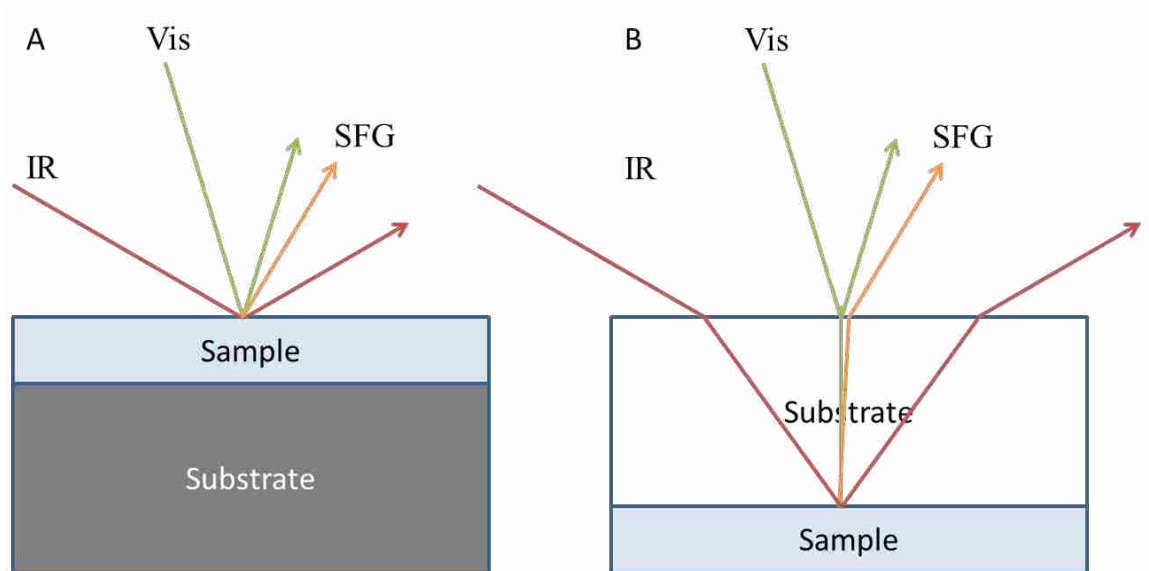 A
Vis
SFG
IR
Sample
Substrate
B
Vis
SFG
IR
Substrate
Sample